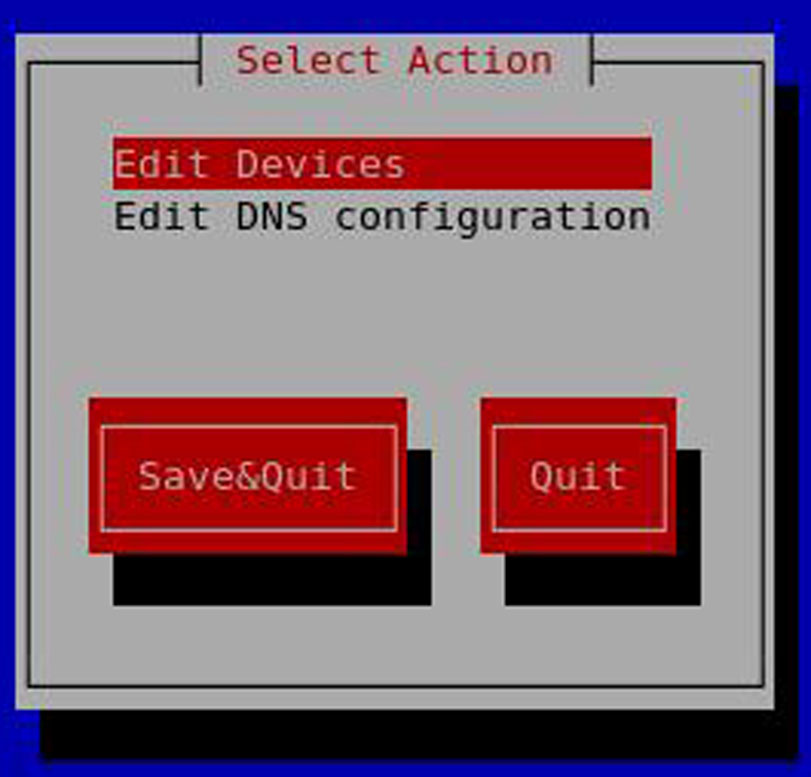 Select Action
Edit Devices
Edit DNS configuration
Save&Quit
Quit